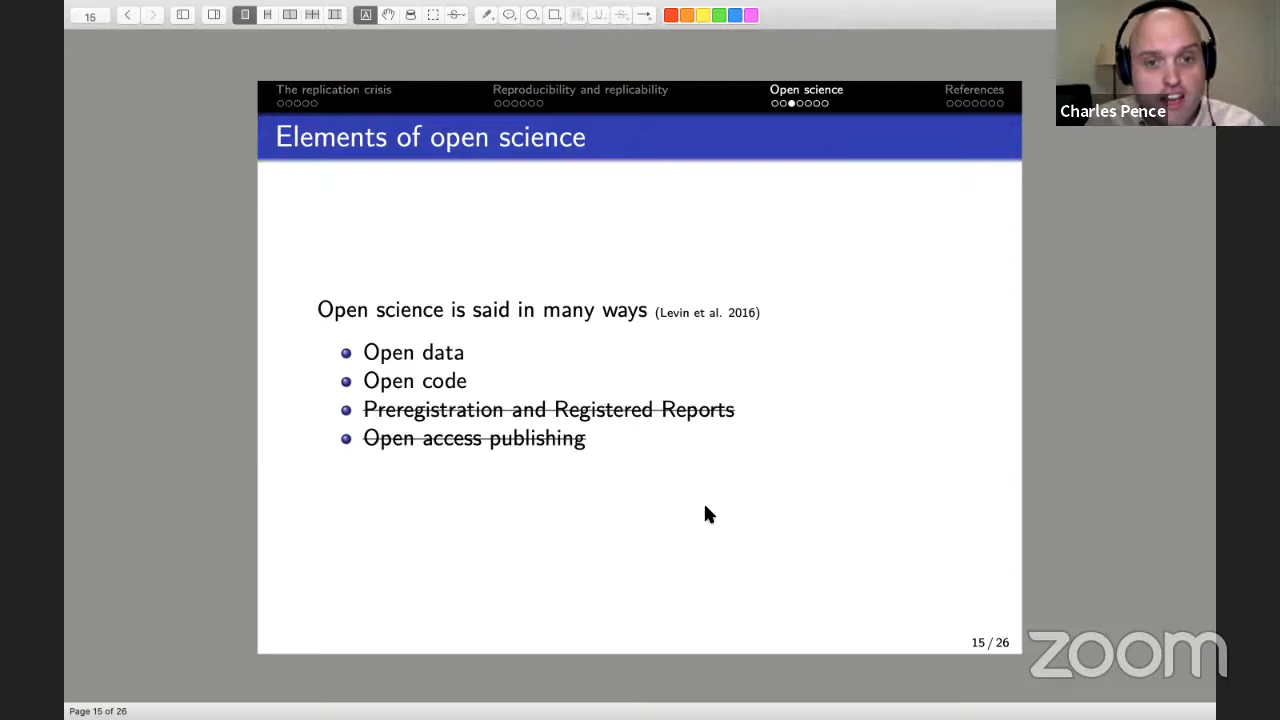 15
The replication crisis
Reproducibility and replicability
Open science
References
Charles Pence
Elements of open science
Open science is said in many ways (Levin et al. 2016)
Open data
Open code
Preregistration and Registered Reports
Open access publishing
15 / 26
zoom
Page 15 of 26